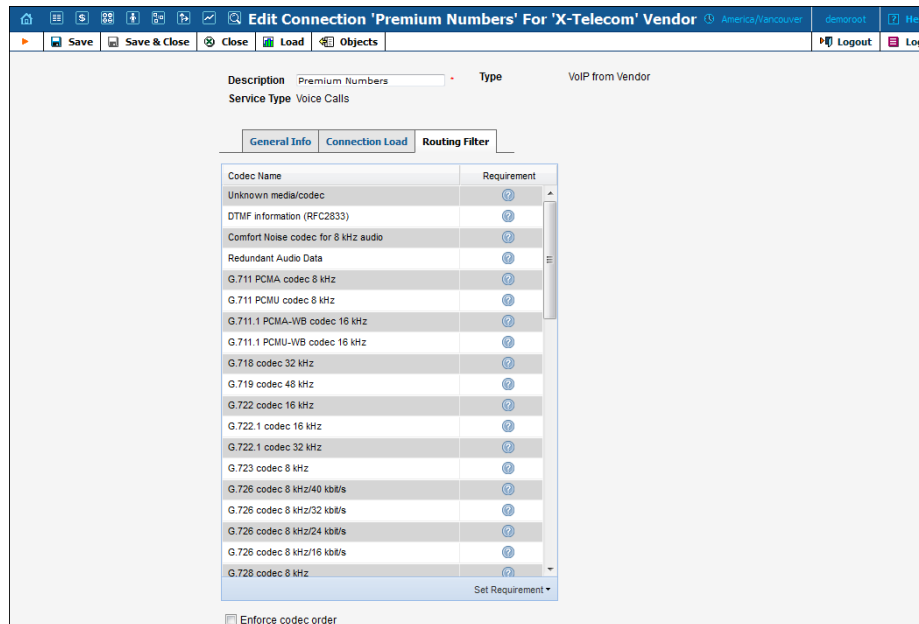 Edit Connection 'Premium Numbers' For 'X-Telecom' Vendor America/Vancouver demoroot Help
Save Save & Close Close Load Objects Logout
Description Premium Numbers * Type VoIP from Vendor
Service Type Voice Calls
General Info Connection Load Routing Filter
Codec Name Requirement
Unknown media/codec
DTMF information (RFC2833)
Comfort Noise codec for 8 kHz audio
Redundant Audio Data
G.711 PCMA codec 8 kHz
G.711 PCMU codec 8 kHz
G.711.1 PCMA-WB codec 16 kHz
G.711.1 PCMU-WB codec 16 kHz
G.718 codec 32 kHz
G.719 codec 48 kHz
G.722 codec 16 kHz
G.722.1 codec 16 kHz
G.722.1 codec 32 kHz
G.723 codec 8 kHz
G.726 codec 8 kHz/40 kbit/s
G.726 codec 8 kHz/32 kbit/s
G.726 codec 8 kHz/24 kbit/s
G.726 codec 8 kHz/16 kbit/s
G.728 codec 8 kHz
Set Requirement
Enforce codec order